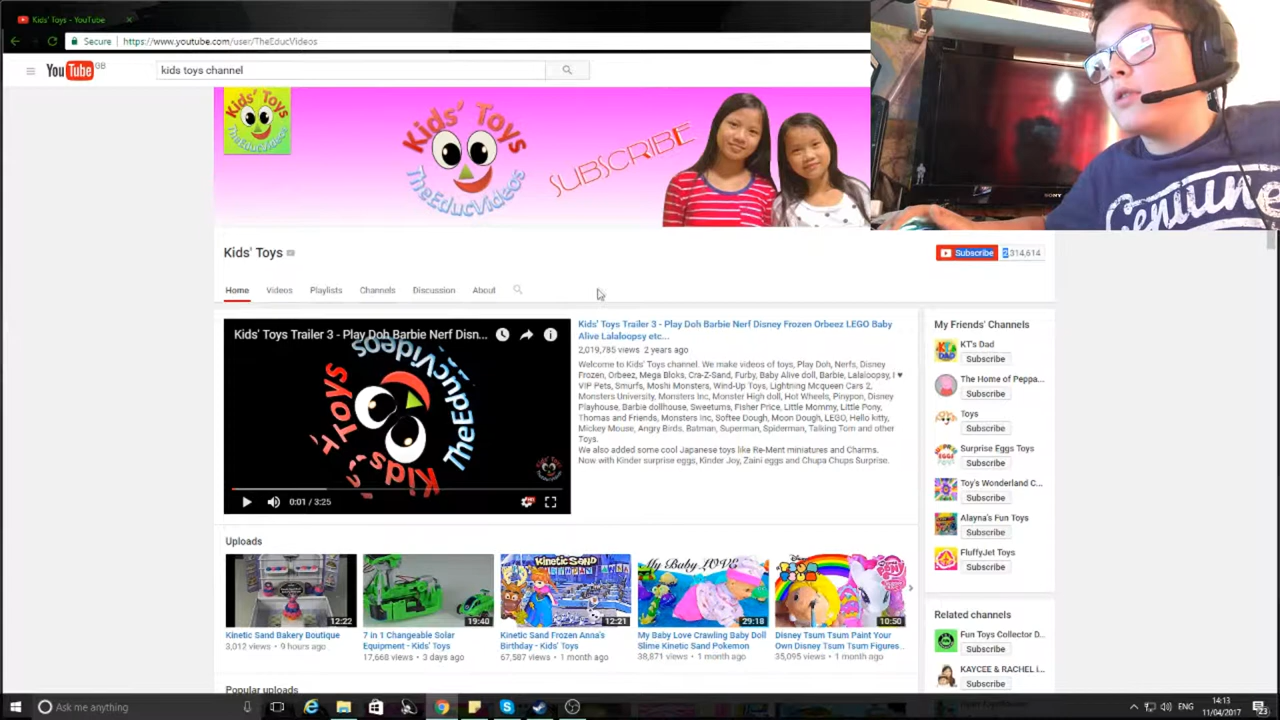 Kids' Toys - YouTube
Secure
https://www.youtube.com/user/TheEducVideos
YouTube GB
kids toys channel
Kids' Toys
TheEducVideos
Kids' Toys
TheEducVideos
SUBSCRIBE
SONY
Kids' Toys
Subscribe 2,314,614
Home Videos Playlists Channels Discussion About
Kids' Toys Trailer 3 - Play Doh Barbie Nerf Disn...
Kids' Toys
TheEducVideos
0:01 / 3:25
Kids' Toys Trailer 3 - Play Doh Barbie Nerf Disney Frozen Orbeez LEGO Baby
Alive Lalaloopsy etc...
2,019,785 views 2 years ago
Welcome to Kids' Toys channel. We make videos of toys, Play Doh, Nerfs, Disney
Frozen, Orbeez, Mega Bloks, Cra-Z-Sand, Furby, Baby Alive doll, Barbie, Lalaloopsy, I ♥
VIP Pets, Smurfs, Moshi Monsters, Wind-Up Toys, Lightning Mcqueen Cars 2,
Monsters University, Monsters Inc, Monster High doll, Hot Wheels, Pinypon, Disney
Playhouse, Barbie dollhouse, Sweetums, Fisher Price, Little Mommy, Little Pony,
Thomas and Friends, Monsters Inc, Softee Dough, Moon Dough, LEGO, Hello kitty,
Mickey Mouse, Angry Birds, Batman, Superman, Spiderman, Talking Tom and other
Toys.
We also added some cool Japanese toys like Re-Ment miniatures and Charms.
Now with Kinder surprise eggs, Kinder Joy, Zaini eggs and Chupa Chups Surprise.
My Friends' Channels
KT's Dad
Subscribe
The Home of Peppa...
Subscribe
Toys
Subscribe
Surprise Eggs Toys
Subscribe
Toy's Wonderland C...
Subscribe
Alayna's Fun Toys
Subscribe
FluffyJet Toys
Subscribe
Related channels
Fun Toys Collector D...
Subscribe
KAYCEE & RACHEL i...
Subscribe
Uploads
12:22
Kinetic Sand Bakery Boutique
3,012 views • 9 hours ago
19:40
7 in 1 Changeable Solar
Equipment - Kids' Toys
17,668 views • 3 days ago
Kinetic Sand
12:21
Kinetic Sand Frozen Anna's
Birthday - Kids' Toys
67,587 views • 1 month ago
My Baby LOVE
29:18
My Baby Love Crawling Baby Doll
Slime Kinetic Sand Pokemon
38,871 views • 1 month ago
10:50
Disney Tsum Tsum Paint Your
Own Disney Tsum Tsum Figures...
35,095 views • 1 month ago
Popular uploads
Ask me anything
ENG
14:13
11/04/2017
23